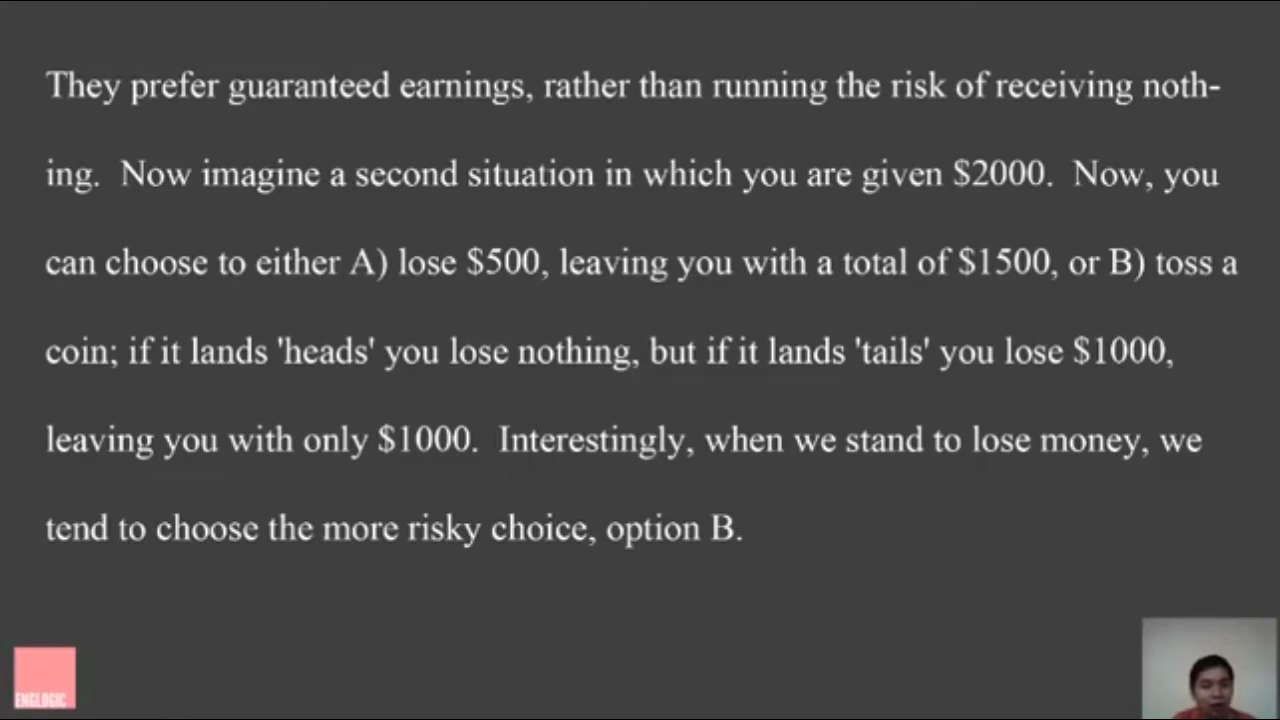 They prefer guaranteed earnings, rather than running the risk of receiving noth-
ing.  Now imagine a second situation in which you are given $2000.  Now, you
can choose to either A) lose $500, leaving you with a total of $1500, or B) toss a
coin; if it lands 'heads' you lose nothing, but if it lands 'tails' you lose $1000,
leaving you with only $1000.  Interestingly, when we stand to lose money, we
tend to choose the more risky choice, option B.
ENGLOGIC